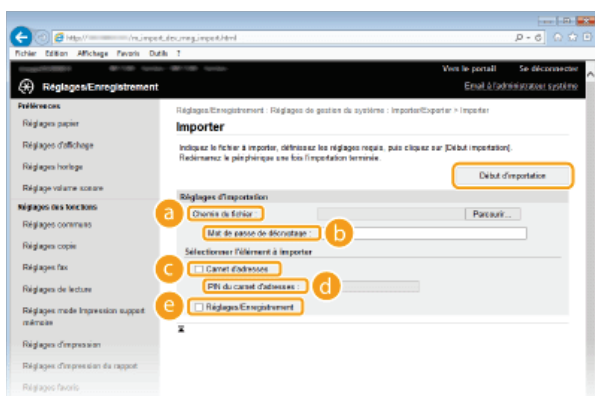 http://
/m_import_dev_mng_import.html
Fichier Edition Affichage Favoris Outils ?
Vers le portail Se déconnecter
Réglages/Enregistrement
Email à l'administrateur système
Préférences
Réglages papier
Réglages d'affichage
Réglages horloge
Réglage volume sonore
Réglages des fonctions
Réglages communs
Réglages copie
Réglages fax
Réglages de lecture
Réglages mode Impression support
mémoire
Réglages d'impression
Réglages d'impression du rapport
Réglages favoris
Réglages/Enregistrement : Réglages de gestion du système : Importer/Exporter > Importer
Importer
Indiquez le fichier à importer, définissez les réglages requis, puis cliquez sur [Début importation].
Redémarrez le périphérique une fois l'importation terminée.
Début d'importation
Réglages d'importation
a Chemin du fichier : Parcourir...
Mot de passe de décryptage : b
Sélectionner l'élément à importer
c Carnet d'adresses
PIN du carnet d'adresses : d
e Réglages/Enregistrement